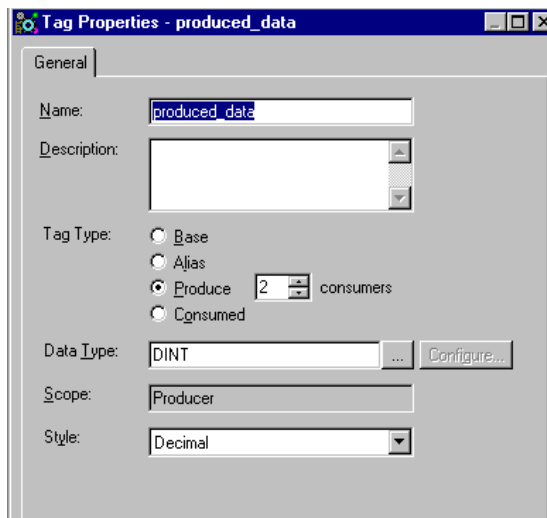 Tag Properties - produced_data
General
Name: produced_data
Description:
Tag Type: Base
Alias
Produce 2 consumers
Consumed
Data Type: DINT ... Configure...
Scope: Producer
Style: Decimal